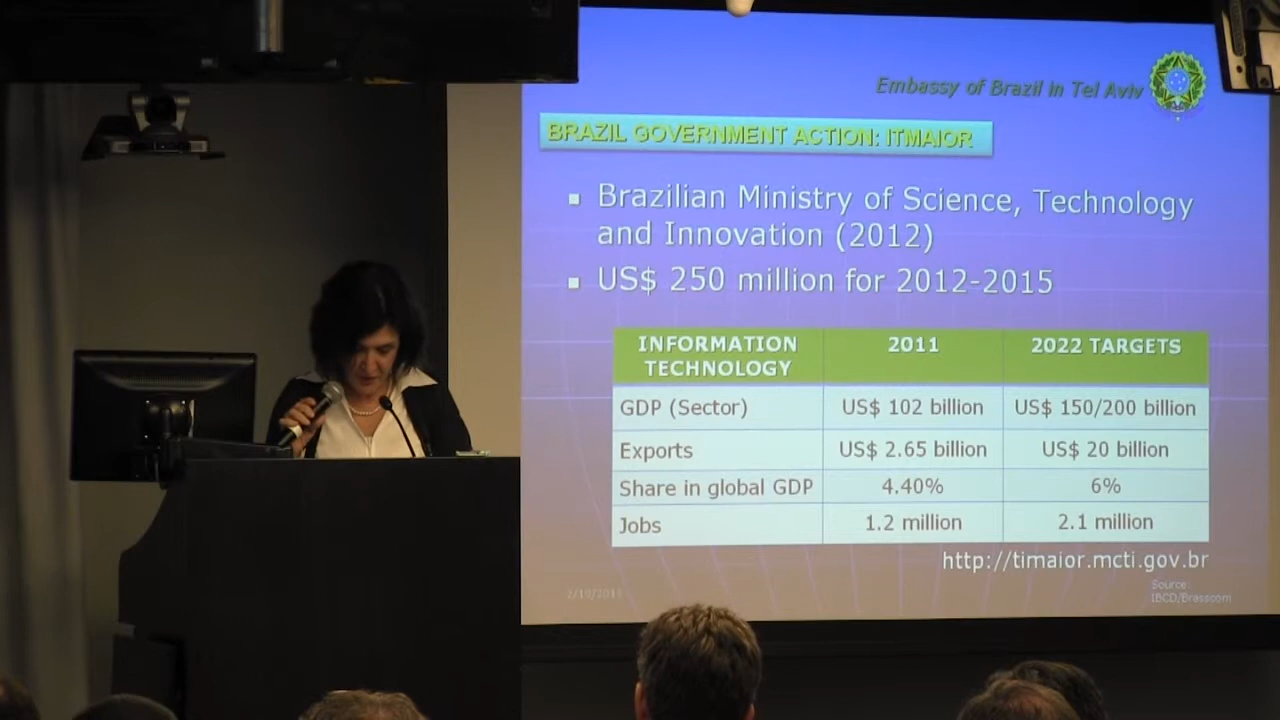 Embassy of Brazil in Tel Aviv
BRAZIL GOVERNMENT ACTION: ITMAIOR
Brazilian Ministry of Science, Technology
and Innovation (2012)
US$ 250 million for 2012-2015
INFORMATION TECHNOLOGY 2011 2022 TARGETS
GDP (Sector) US$ 102 billion US$ 150/200 billion
Exports US$ 2.65 billion US$ 20 billion
Share in global GDP 4.40% 6%
Jobs 1.2 million 2.1 million
http://timaior.mcti.gov.br
Source:
IBCD/Brasscom